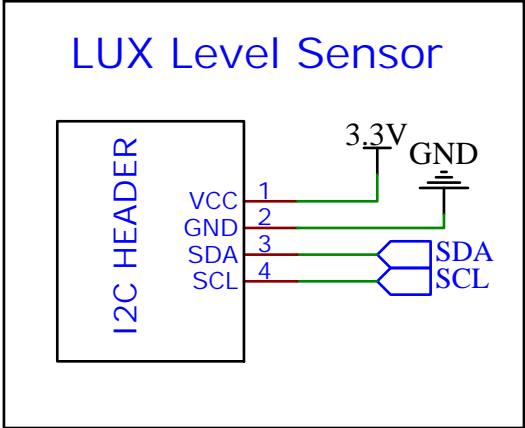 LUX Level Sensor
3.3V
GND
I2C HEADER
VCC 1
GND 2
SDA 3
SCL 4
SDA
SCL